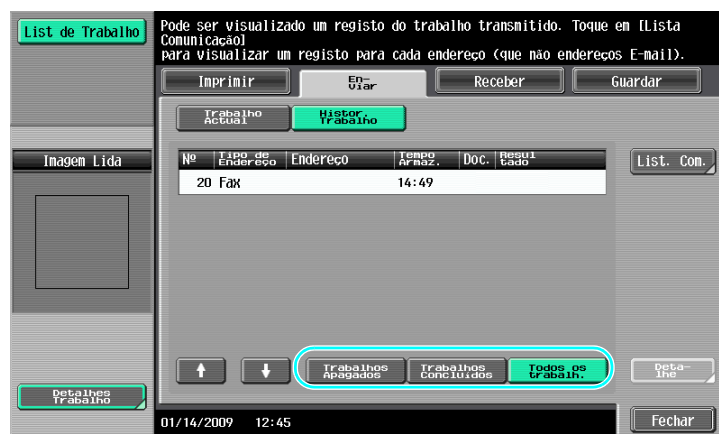 List de Trabalho
Pode ser visualizado um registo do trabalho transmitido. Toque em [Lista
Comunicação]
para visualizar um registo para cada endereço (que não endereços E-mail).
Imprimir
En-
viar
Receber
Guardar
Trabalho
Actual
Histor.
Trabalho
Imagem Lida
Nº Tipo de Endereço Endereço Tempo Armaz. Doc. Resultado
List. Com.
20 Fax 14:49
Trabalhos
Apagados
Trabalhos
Concluídos
Todos os
trabalh.
Deta-
lhe
Detalhes
Trabalho
01/14/2009 12:45
Fechar